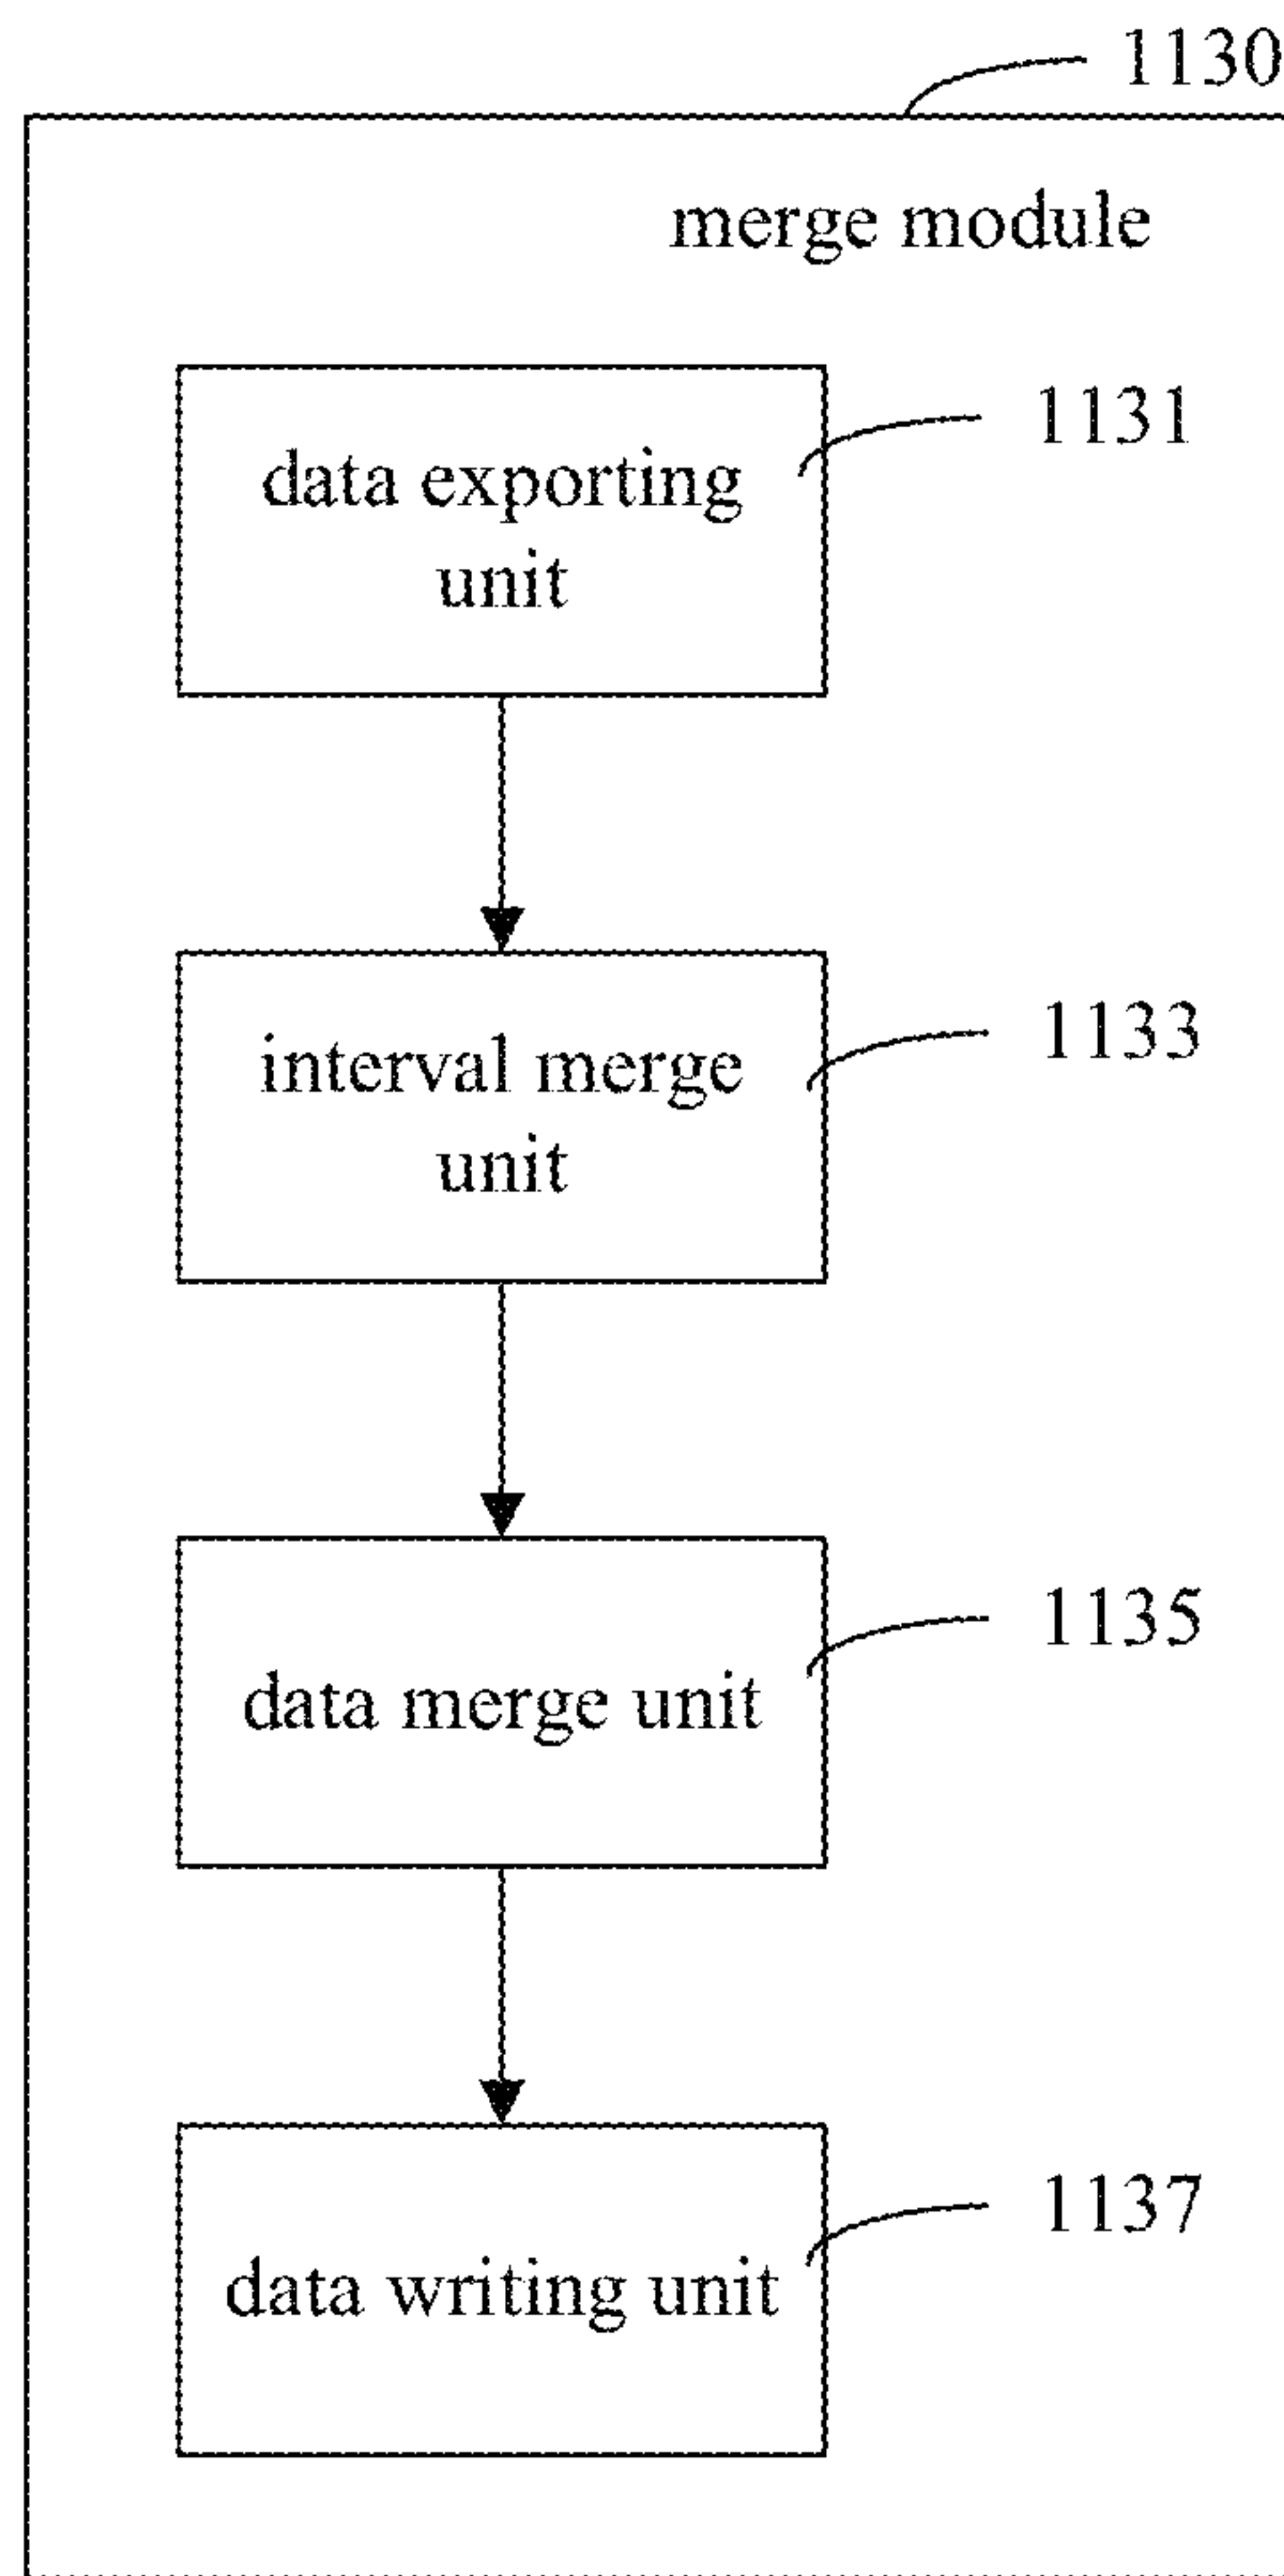 1130
merge module
1131
data exporting
unit
1133
interval merge
unit
1135
data merge unit
1137
data writing unit